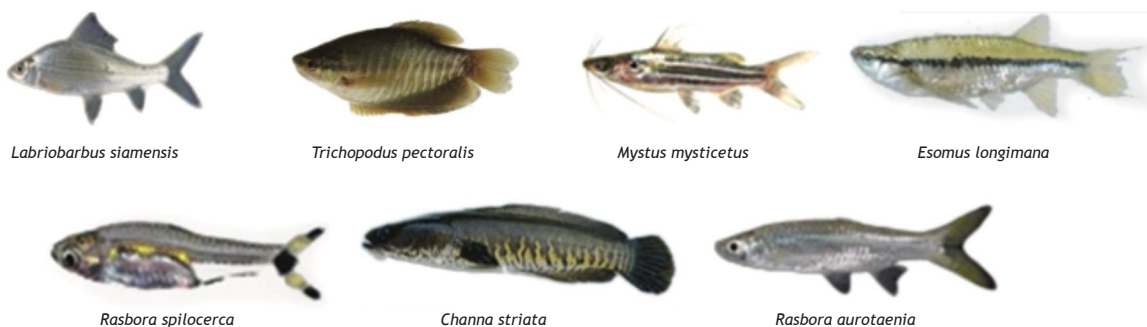 Labriobarbus siamensis
Trichopodus pectoralis
Mystus mysticetus
Esomus longimana
Rasbora spilocerca
Channa striata
Rasbora aurotaenia